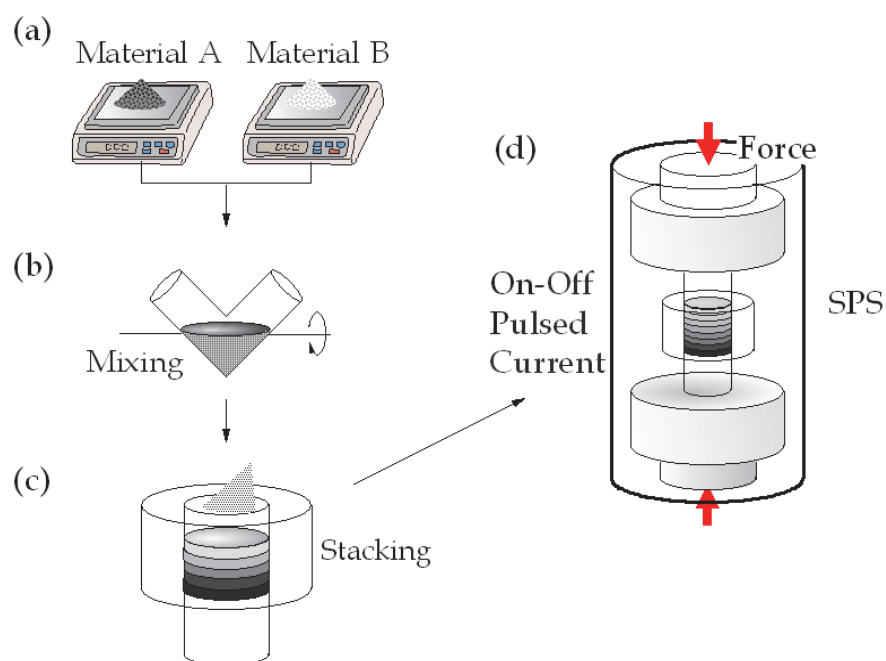 (a)
Material A
Material B
(b)
Mixing
(c)
Stacking
(d)
Force
On-Off
Pulsed
Current
SPS